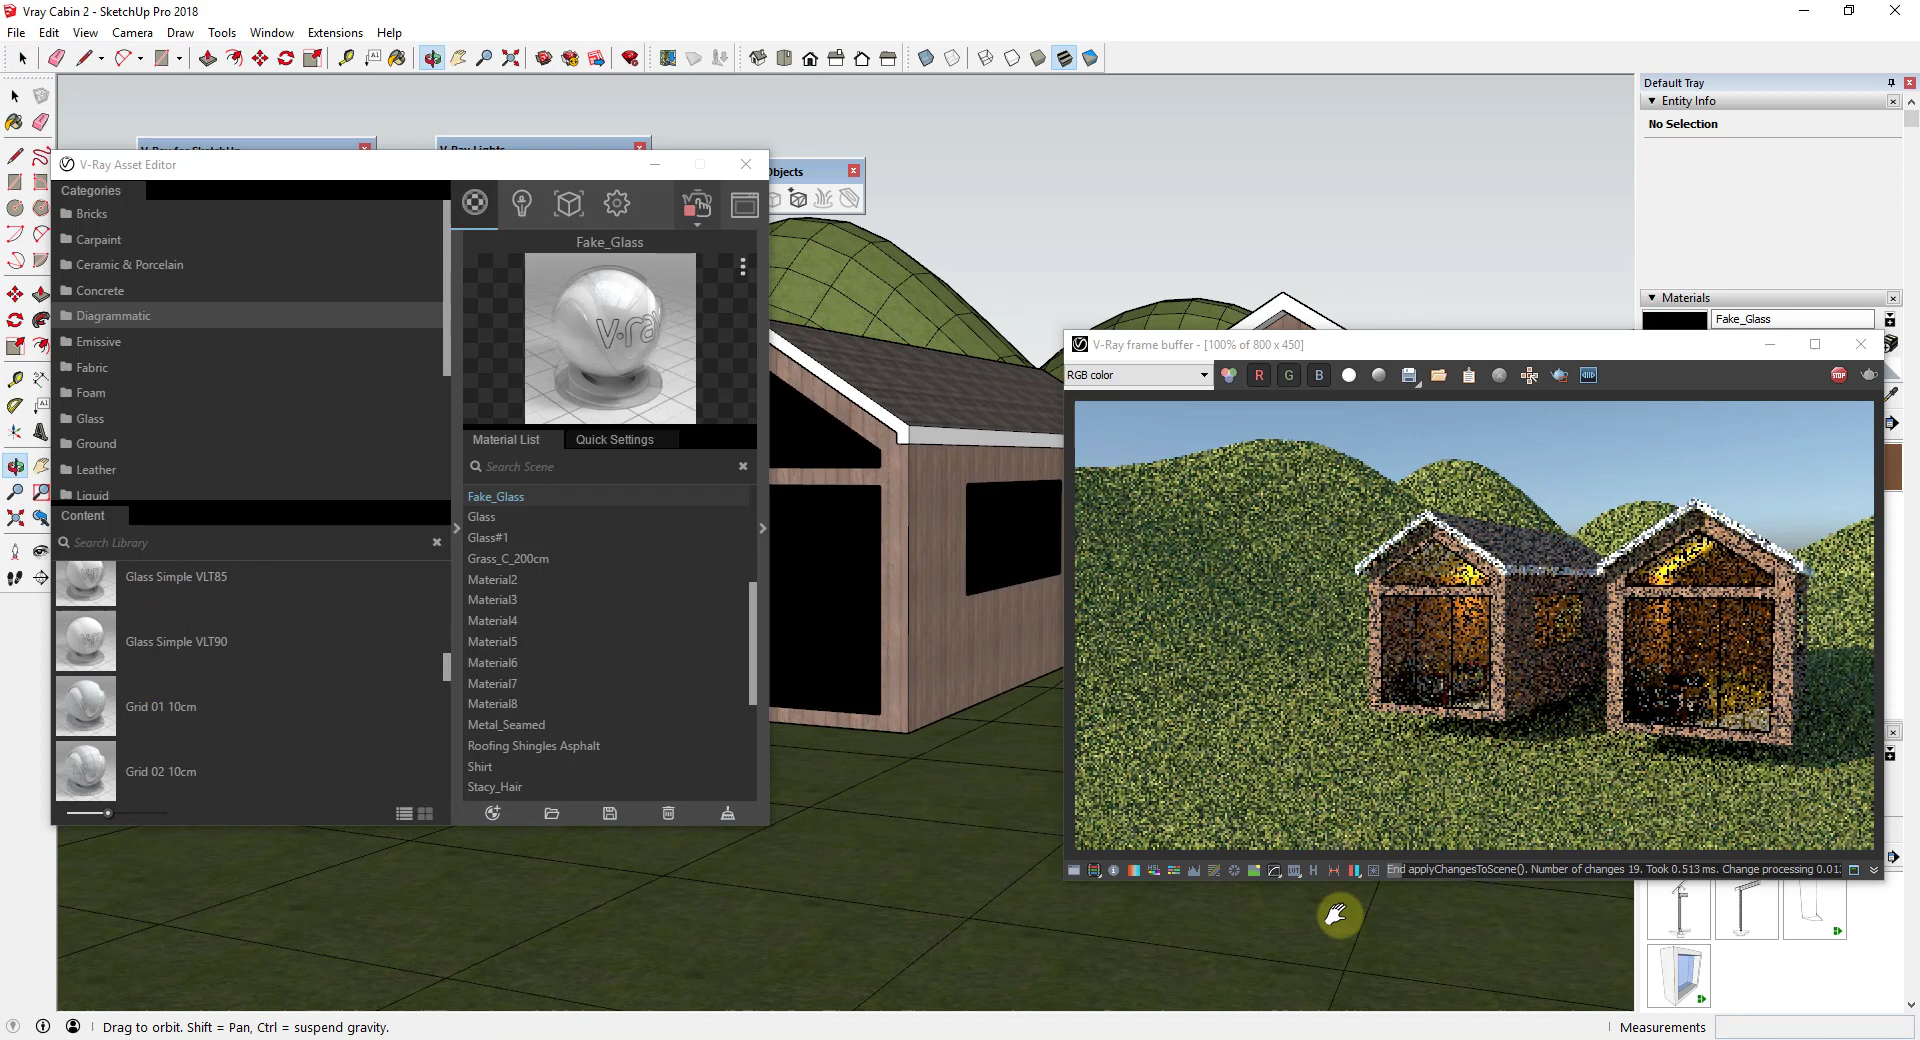 Vray Cabin 2 - SketchUp Pro 2018
File Edit View Camera Draw Tools Window Extensions Help
Default Tray
Entity Info
No Selection
Materials
Fake_Glass
V-Ray Lights
Objects
V-Ray Asset Editor
Categories
Bricks
Carpaint
Ceramic & Porcelain
Concrete
Diagrammatic
Emissive
Fabric
Foam
Glass
Ground
Leather
Liquid
Content
Search Library
Glass Simple VLT85
Glass Simple VLT90
Grid 01 10cm
Grid 02 10cm
Fake_Glass
v-ra
Material List Quick Settings
Search Scene
Fake_Glass
Glass
Glass#1
Grass_C_200cm
Material2
Material3
Material4
Material5
Material6
Material7
Material8
Metal_Seamed
Roofing Shingles Asphalt
Shirt
Stacy_Hair
V-Ray frame buffer - [100% of 800 x 450]
RGB color
R G B
STOP
H
End applyChangesToScene(). Number of changes 19. Took 0.513 ms. Change processing 0.01
Drag to orbit. Shift = Pan, Ctrl = suspend gravity.
Measurements